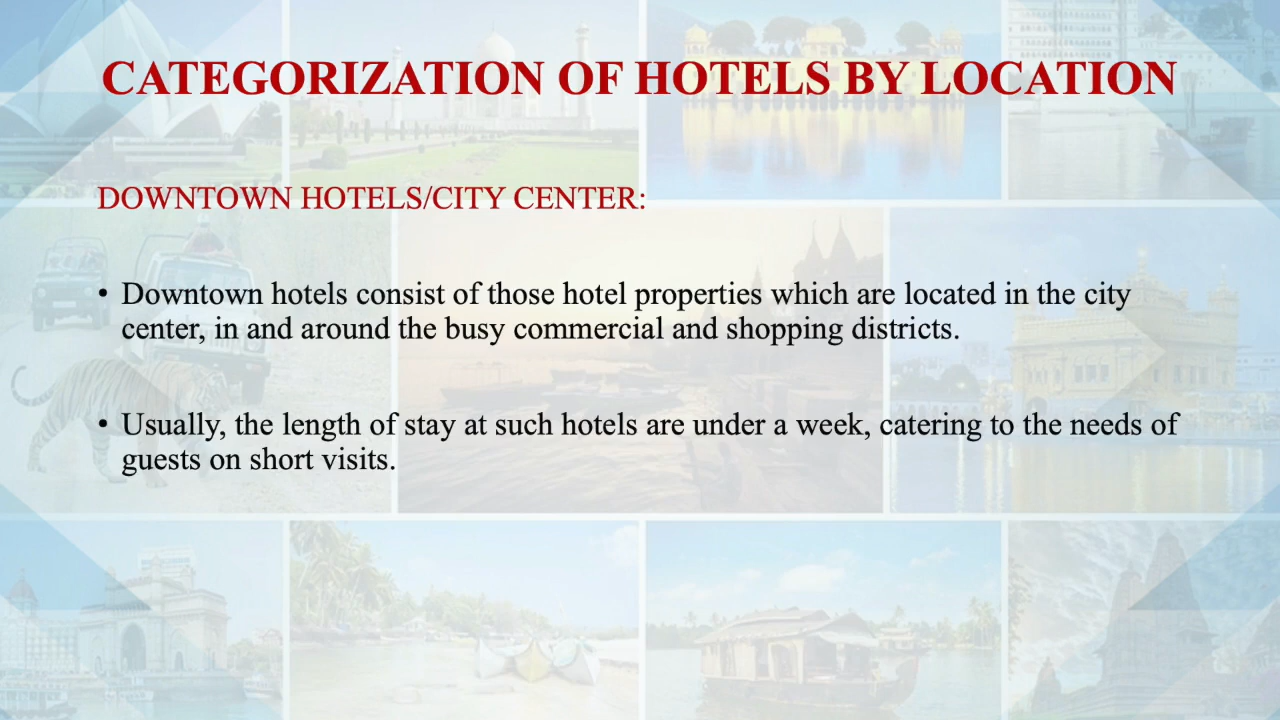 CATEGORIZATION OF HOTELS BY LOCATION
DOWNTOWN HOTELS/CITY CENTER:
• Downtown hotels consist of those hotel properties which are located in the city
center, in and around the busy commercial and shopping districts.
• Usually, the length of stay at such hotels are under a week, catering to the needs of
guests on short visits.